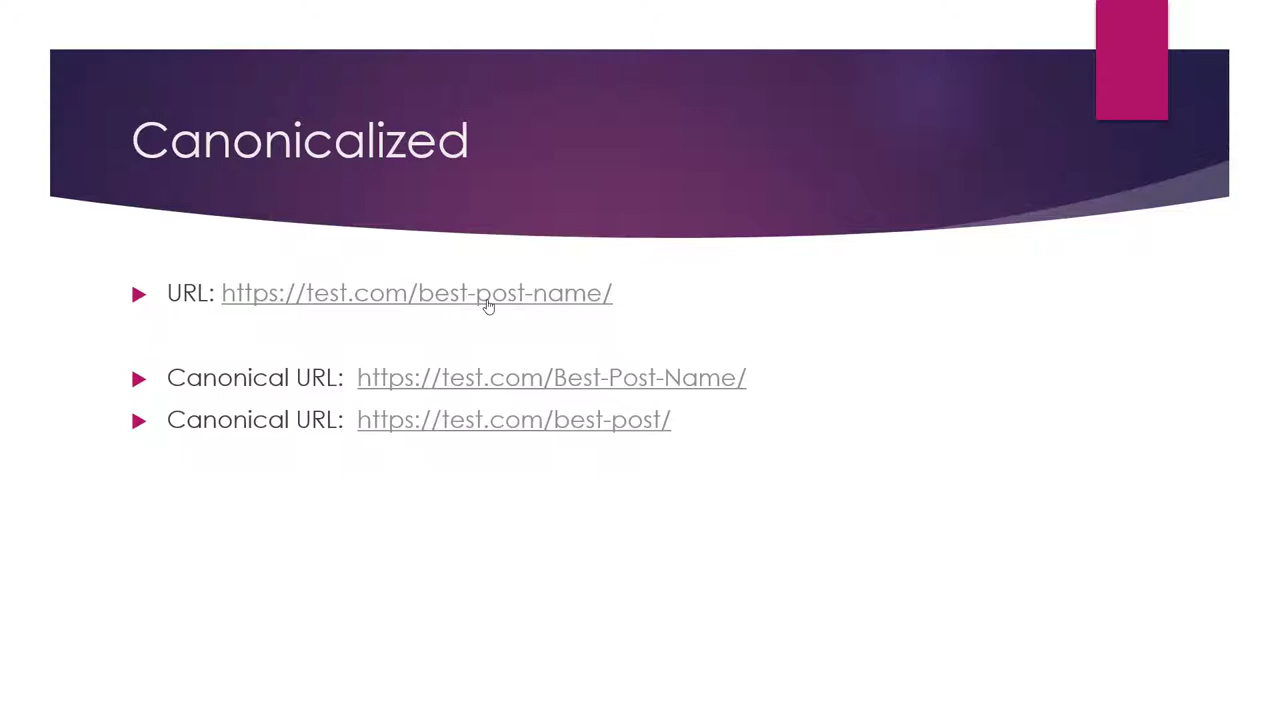 Canonicalized
URL: https://test.com/best-post-name/
Canonical URL: https://test.com/Best-Post-Name/
Canonical URL: https://test.com/best-post/